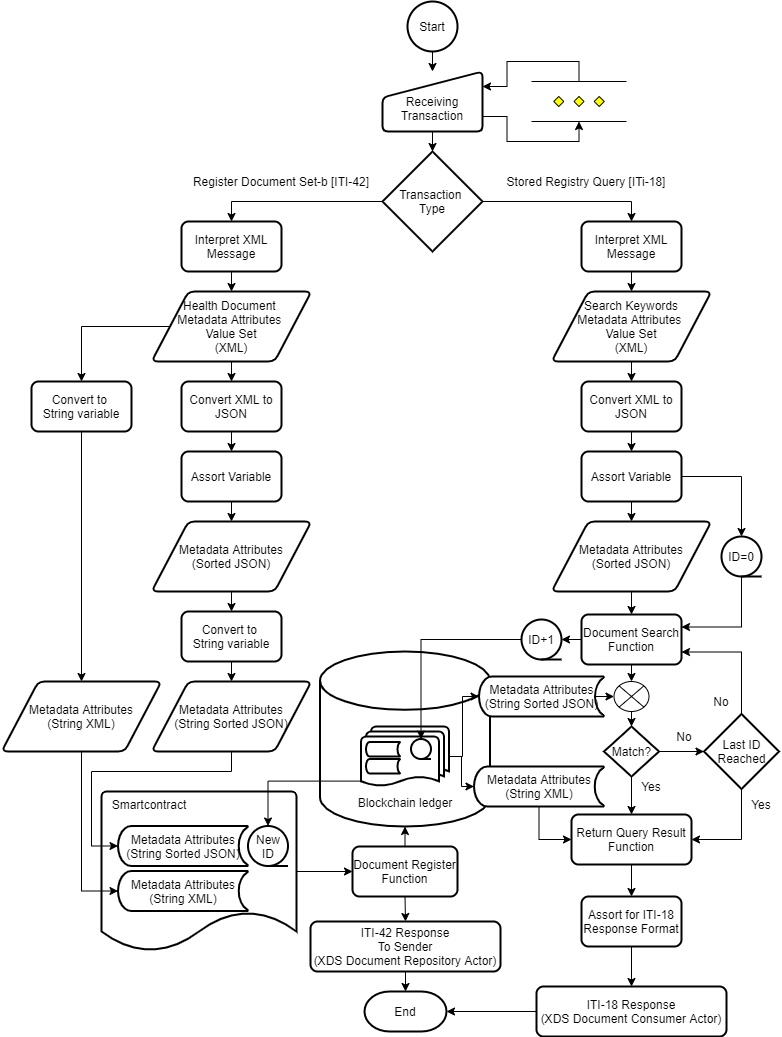 Start
Receiving
Transaction
Register Document Set-b [ITI-42]
Stored Registry Query [ITi-18]
Transaction
Type
Interpret XML
Message
Interpret XML
Message
Health Document
Metadata Attributes
Value Set
(XML)
Search Keywords
Metadata Attributes
Value Set
(XML)
Convert to
String variable
Convert XML to
JSON
Convert XML to
JSON
Assort Variable
Assort Variable
Metadata Attributes
(Sorted JSON)
Metadata Attributes
(Sorted JSON)
ID=0
Convert to
String variable
ID+1
Document Search
Function
Metadata Attributes
(String XML)
Metadata Attributes
(String Sorted JSON)
Metadata Attributes
(String Sorted JSON)
No
Match?
No
Last ID
Reached
Metadata Attributes
(String XML)
Yes
Yes
Blockchain ledger
Smartcontract
Metadata Attributes
(String Sorted JSON)
New
ID
Metadata Attributes
(String XML)
Document Register
Function
Return Query Result
Function
Assort for ITI-18
Response Format
ITI-42 Response
To Sender
(XDS Document Repository Actor)
End
ITI-18 Response
(XDS Document Consumer Actor)